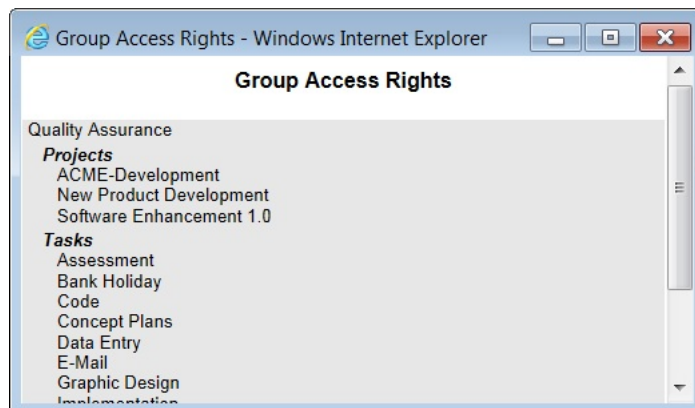 Group Access Rights - Windows Internet Explorer
Group Access Rights
Quality Assurance
Projects
ACME-Development
New Product Development
Software Enhancement 1.0
Tasks
Assessment
Bank Holiday
Code
Concept Plans
Data Entry
E-Mail
Graphic Design
Implementation